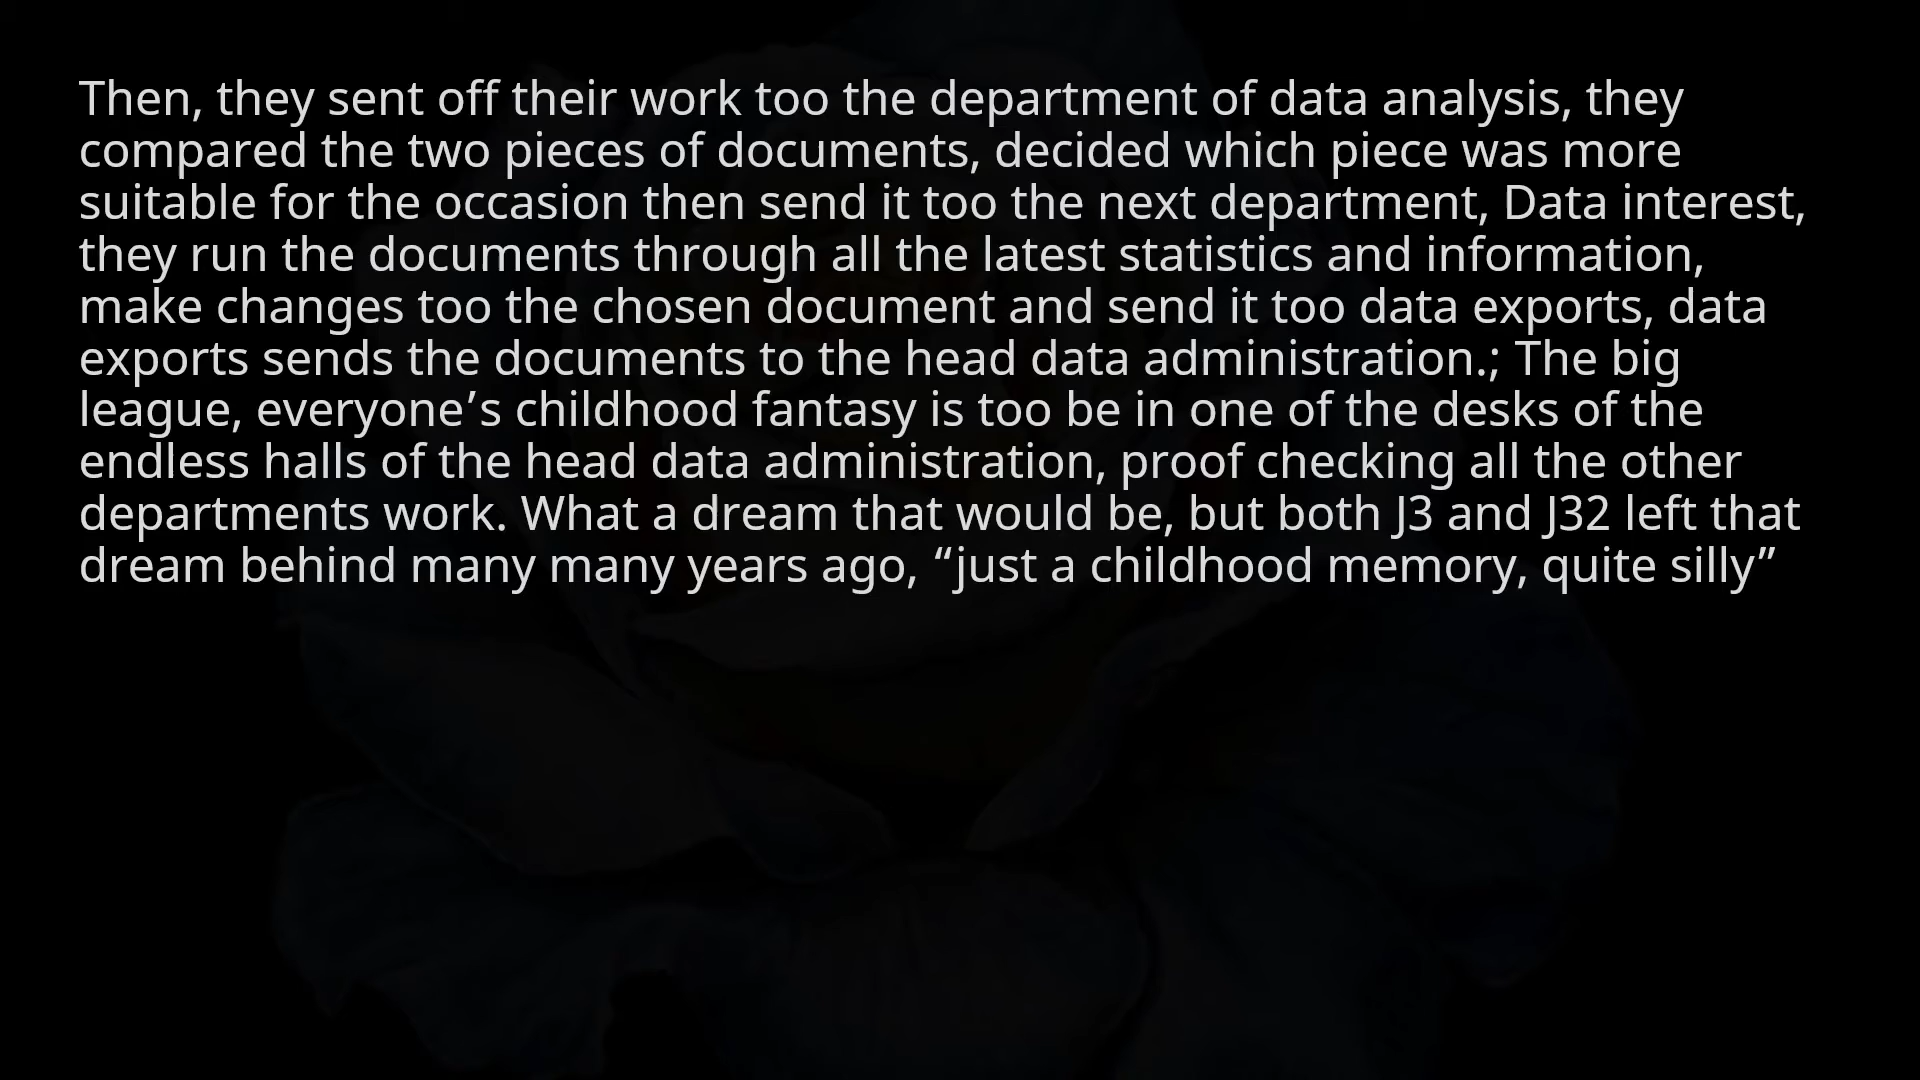 Then, they sent off their work too the department of data analysis, they
compared the two pieces of documents, decided which piece was more
suitable for the occasion then send it too the next department, Data interest,
they run the documents through all the latest statistics and information,
make changes too the chosen document and send it too data exports, data
exports sends the documents to the head data administration.; The big
league, everyone’s childhood fantasy is too be in one of the desks of the
endless halls of the head data administration, proof checking all the other
departments work. What a dream that would be, but both J3 and J32 left that
dream behind many many years ago, “just a childhood memory, quite silly”